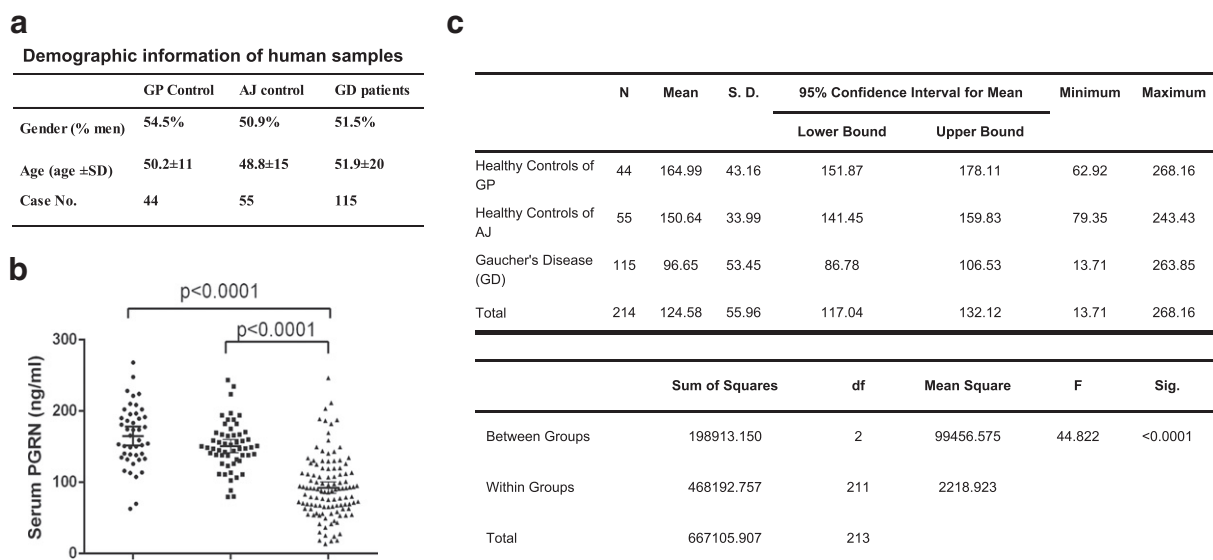 a
Demographic information of human samples
GP Control AJ control GD patients
Gender (% men) 54.5% 50.9% 51.5%
Age (age ±SD) 50.2±11 48.8±15 51.9±20
Case No. 44 55 115
b
p<0.0001
p<0.0001
Serum PGRN (ng/ml)
300
200
100
0
c
N Mean S. D. 95% Confidence Interval for Mean Minimum Maximum
Lower Bound Upper Bound
Healthy Controls of
GP 44 164.99 43.16 151.87 178.11 62.92 268.16
Healthy Controls of
AJ 55 150.64 33.99 141.45 159.83 79.35 243.43
Gaucher's Disease
(GD) 115 96.65 53.45 86.78 106.53 13.71 263.85
Total 214 124.58 55.96 117.04 132.12 13.71 268.16
Sum of Squares df Mean Square F Sig.
Between Groups 198913.150 2 99456.575 44.822 <0.0001
Within Groups 468192.757 211 2218.923
Total 667105.907 213